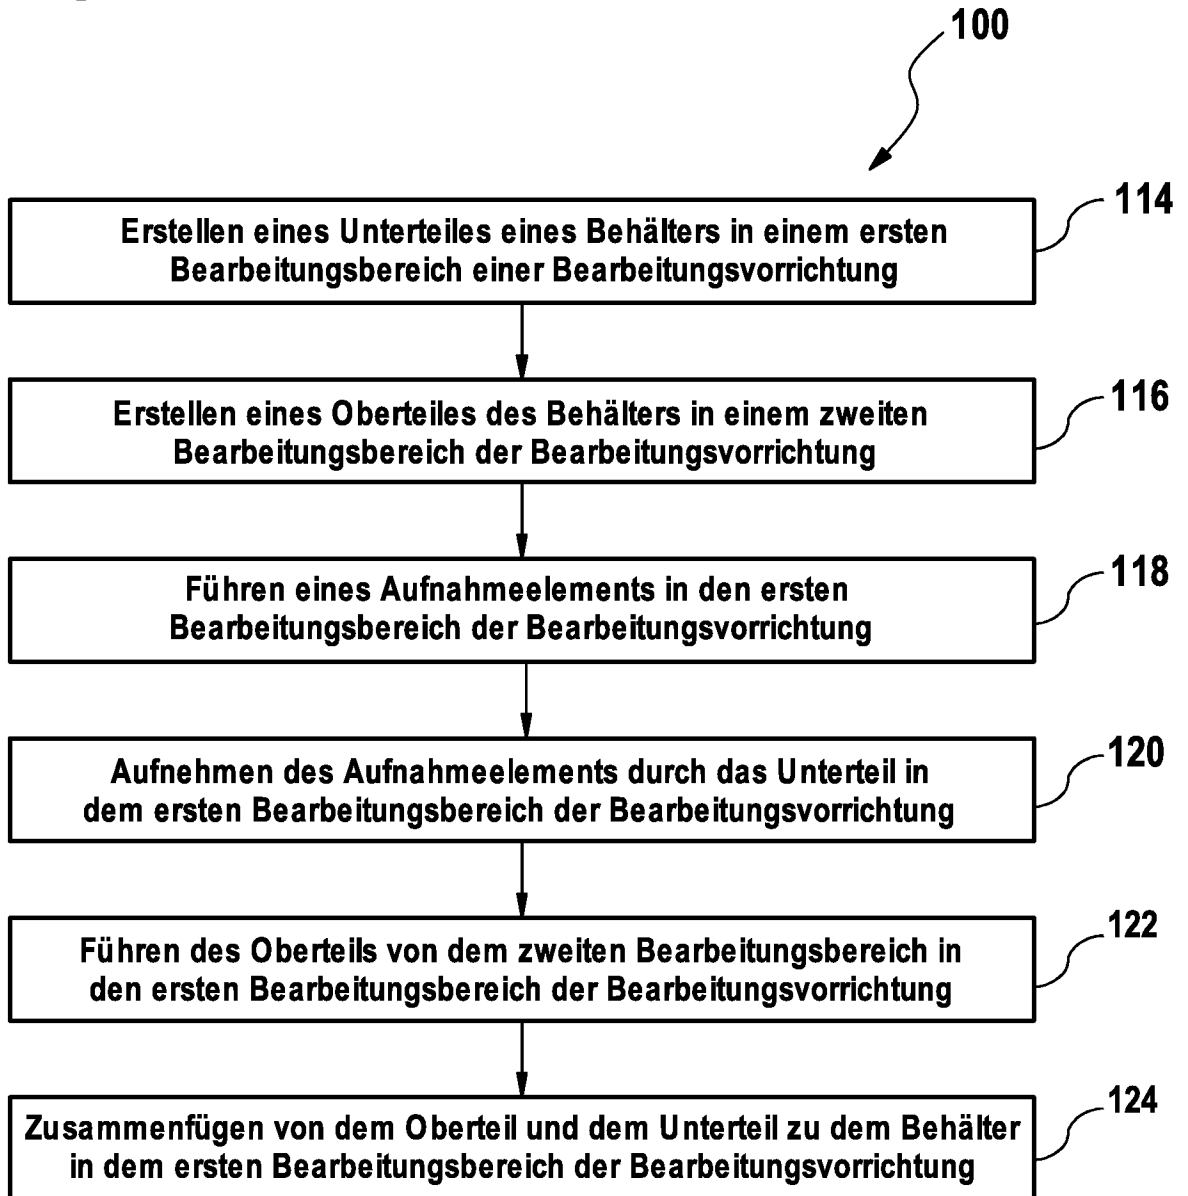 100
114
Erstellen eines Unterteiles eines Behälters in einem ersten
Bearbeitungsbereich einer Bearbeitungsvorrichtung
116
Erstellen eines Oberteiles des Behälters in einem zweiten
Bearbeitungsbereich der Bearbeitungsvorrichtung
118
Führen eines Aufnahmeelements in den ersten
Bearbeitungsbereich der Bearbeitungsvorrichtung
120
Aufnehmen des Aufnahmeelements durch das Unterteil in
dem ersten Bearbeitungsbereich der Bearbeitungsvorrichtung
122
Führen des Oberteils von dem zweiten Bearbeitungsbereich in
den ersten Bearbeitungsbereich der Bearbeitungsvorrichtung
124
Zusammenfügen von dem Oberteil und dem Unterteil zu dem Behälter
in dem ersten Bearbeitungsbereich der Bearbeitungsvorrichtung